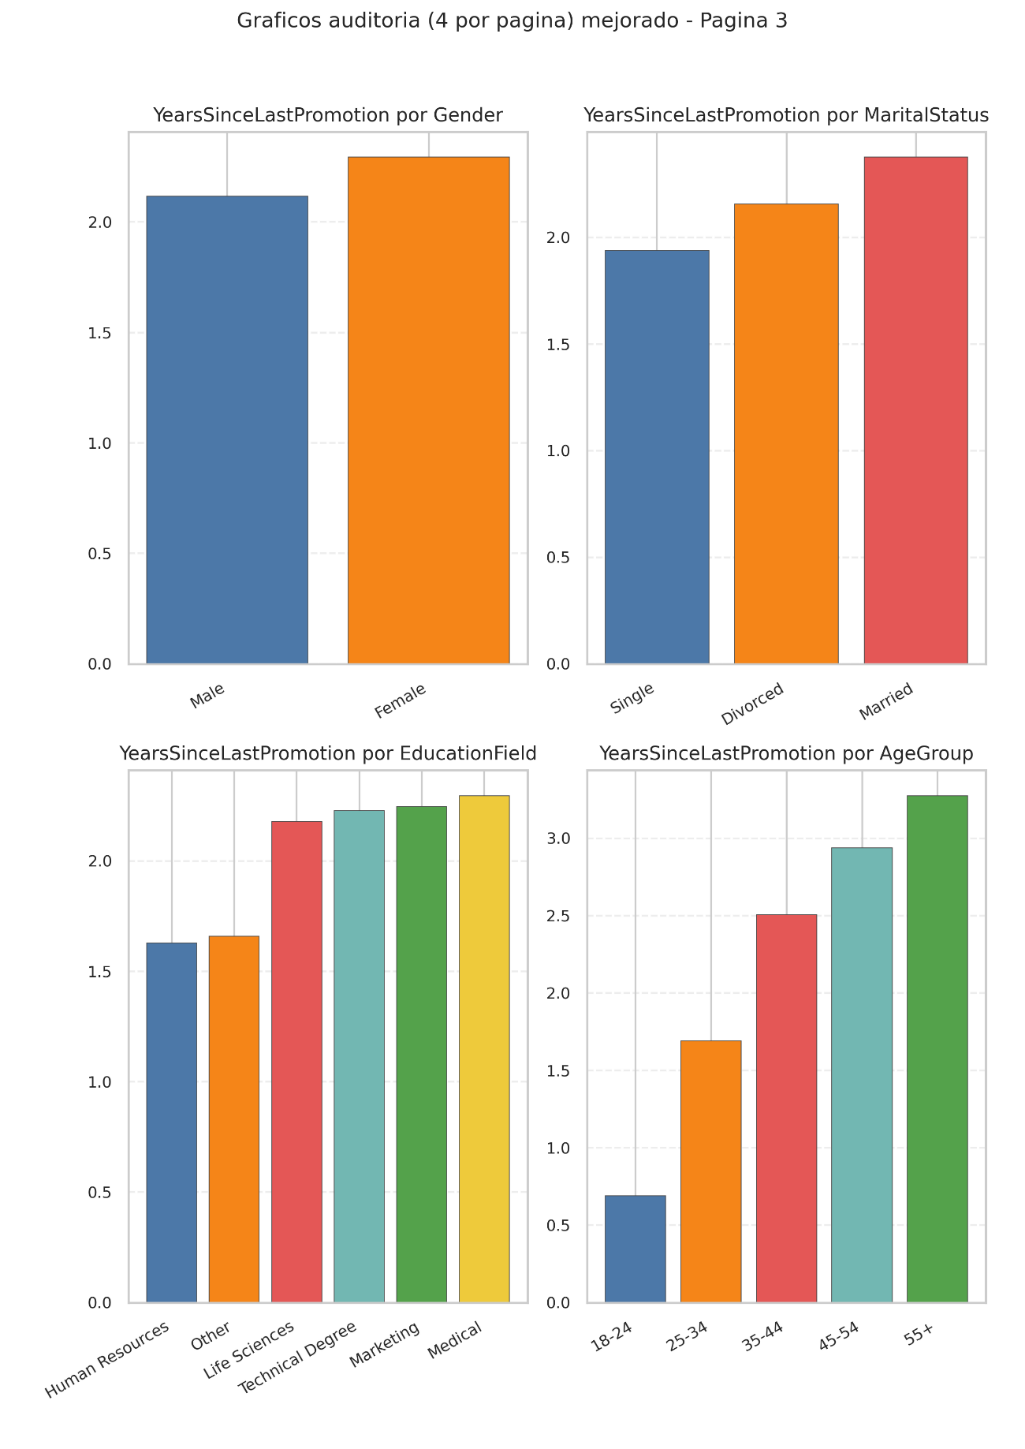 Graficos auditoria (4 por pagina) mejorado - Pagina 3
YearsSinceLastPromotion por Gender
2.0
1.5
1.0
0.5
0.0
Male
Female
YearsSinceLastPromotion por MaritalStatus
2.0
1.5
1.0
0.5
0.0
Single
Divorced
Married
YearsSinceLastPromotion por EducationField
2.0
1.5
1.0
0.5
0.0
Human Resources
Other
Life Sciences
Technical Degree
Marketing
Medical
YearsSinceLastPromotion por AgeGroup
3.0
2.5
2.0
1.5
1.0
0.5
0.0
18-24
25-34
35-44
45-54
55+